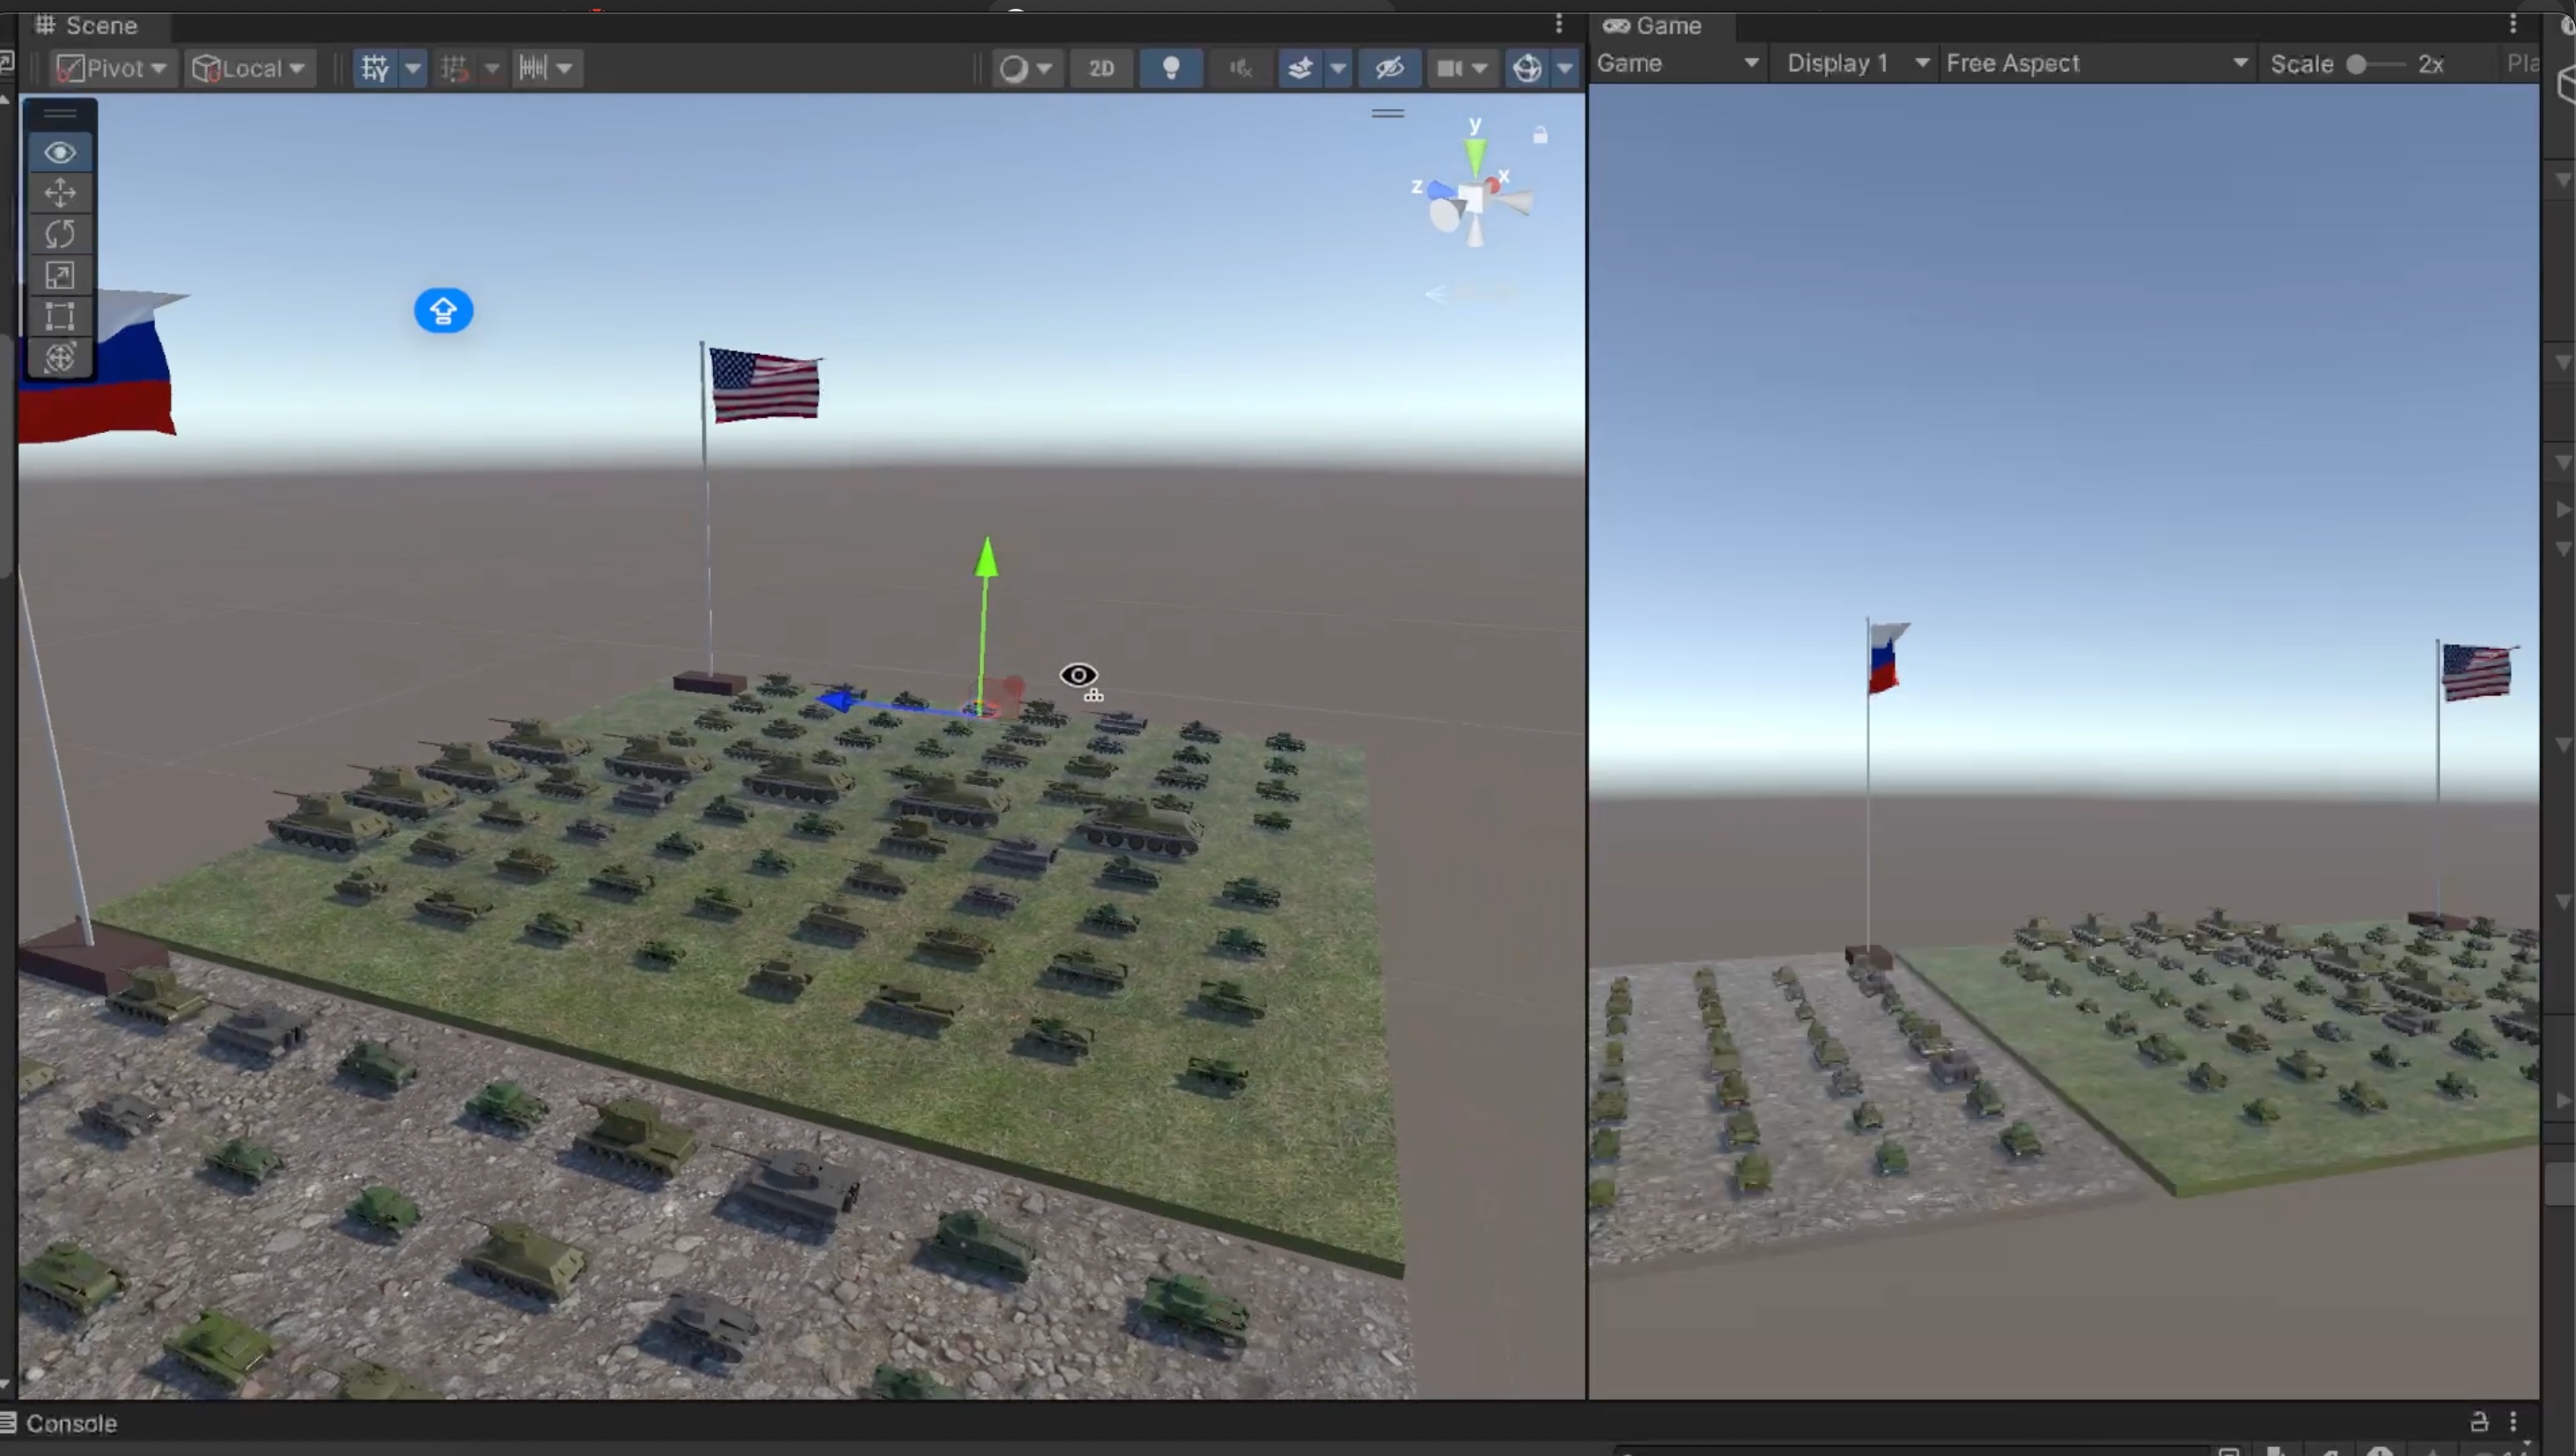 Scene
Game
Pivot
Local
2D
Game
Display 1
Free Aspect
Scale
2x
Pla
y
x
z
Console